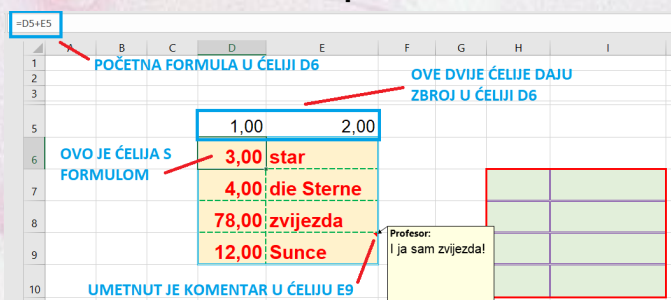 =D5+E5
A B C D E F G H I
1
POČETNA FORMULA U ĆELIJI D6
2
OVE DVIJE ĆELIJE DAJU
ZBROJ U ĆELIJI D6
3
5 1,00 2,00
6 OVO JE ĆELIJA S
FORMULOM
3,00 star
7 4,00 die Sterne
8 78,00 zvijezda
Profesor:
I ja sam zvijezda!
9 12,00 Sunce
10 UMETNUT JE KOMENTAR U ĆELIJU E9